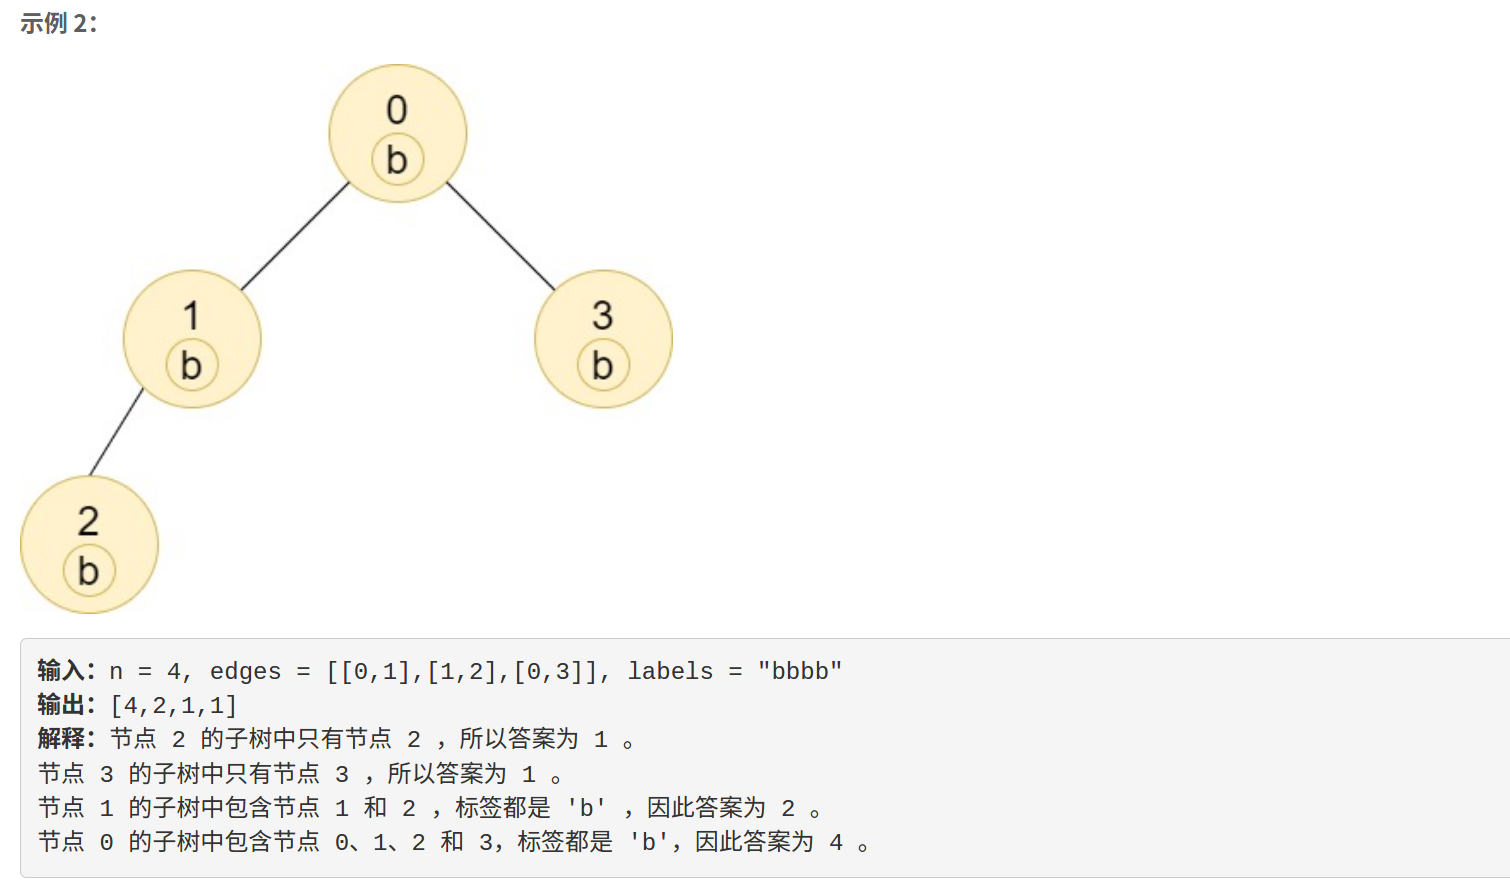 示例 2：
0
b
1
b
3
b
2
b
输入：n = 4, edges = [[0,1],[1,2],[0,3]], labels = "bbbb"
输出：[4,2,1,1]
解释：节点 2 的子树中只有节点 2 ，所以答案为 1 。
节点 3 的子树中只有节点 3 ，所以答案为 1 。
节点 1 的子树中包含节点 1 和 2 ，标签都是 'b' ，因此答案为 2 。
节点 0 的子树中包含节点 0、1、2 和 3，标签都是 'b'，因此答案为 4 。